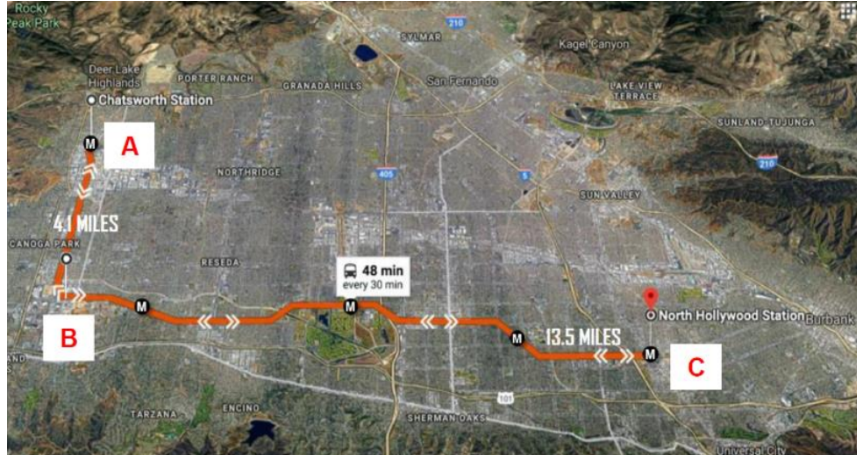 Rocky
Peak Park
210
SYLMAR
Kagel Canyon
Deer Lake
Highlands
PORTER RANCH
GRANADA HILLS
San Fernando
LAKE VIEW
TERRACE
Chatsworth Station
SUNLAND-TUJUNGA
M
A
210
NORTHRIDGE
405
5
SUN VALLEY
4.1 MILES
CANOGA PARK
RESEDA
48 min
every 30 min
M
M
North Hollywood Station
Burbank
B
M
13.5 MILES
M
C
AND
101
TARZANA
ENCINO
SHERMAN OAKS
Universal City